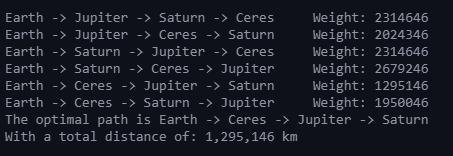 Earth -> Jupiter -> Saturn -> Ceres     Weight: 2314646
Earth -> Jupiter -> Ceres -> Saturn     Weight: 2024346
Earth -> Saturn -> Jupiter -> Ceres     Weight: 2314646
Earth -> Saturn -> Ceres -> Jupiter     Weight: 2679246
Earth -> Ceres -> Jupiter -> Saturn     Weight: 1295146
Earth -> Ceres -> Saturn -> Jupiter     Weight: 1950046
The optimal path is Earth -> Ceres -> Jupiter -> Saturn
With a total distance of: 1,295,146 km